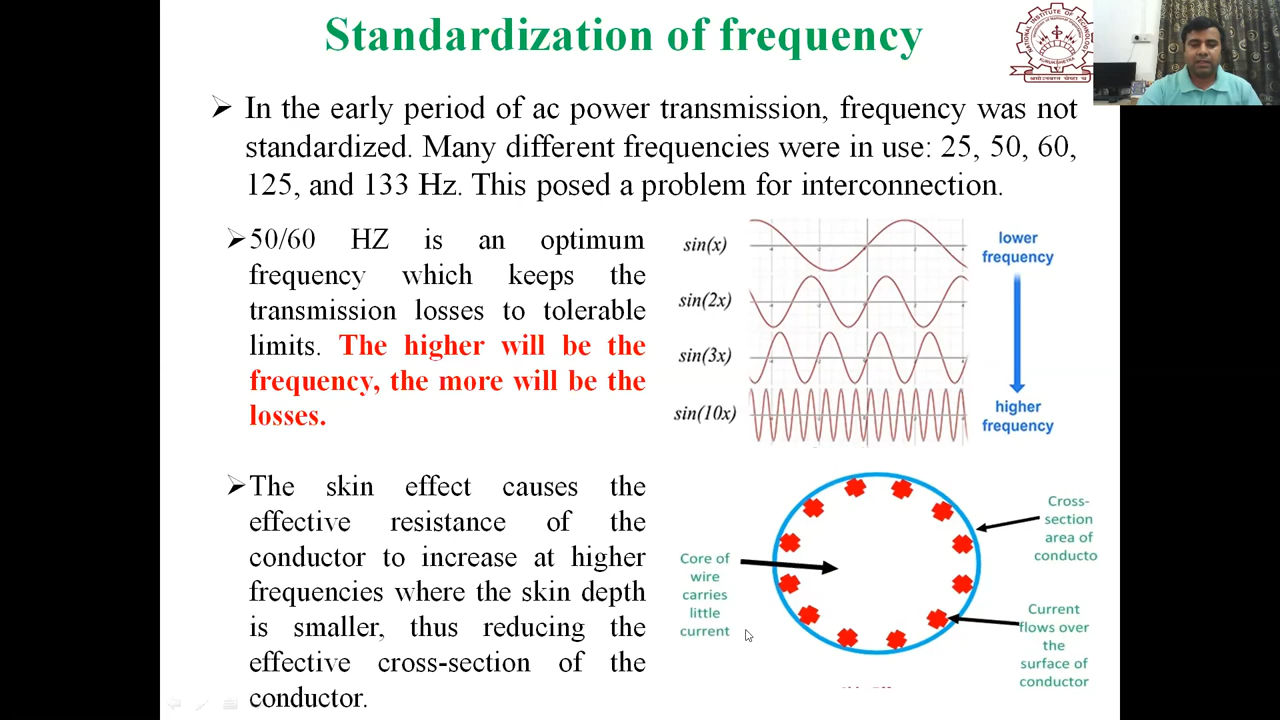 Standardization of frequency
➢ In the early period of ac power transmission, frequency was not
standardized. Many different frequencies were in use: 25, 50, 60,
125, and 133 Hz. This posed a problem for interconnection.
➢50/60 HZ is an optimum
frequency which keeps the
transmission losses to tolerable
limits. The higher will be the
frequency, the more will be the
losses.
sin(x)
sin(2x)
sin(3x)
sin(10x)
lower
frequency
higher
frequency
➢The skin effect causes the
effective resistance of the
conductor to increase at higher
frequencies where the skin depth
is smaller, thus reducing the
effective cross-section of the
conductor.
Core of
wire
carries
little
current
Cross-
section
area of
conducto
Current
flows over
the
surface of
conductor